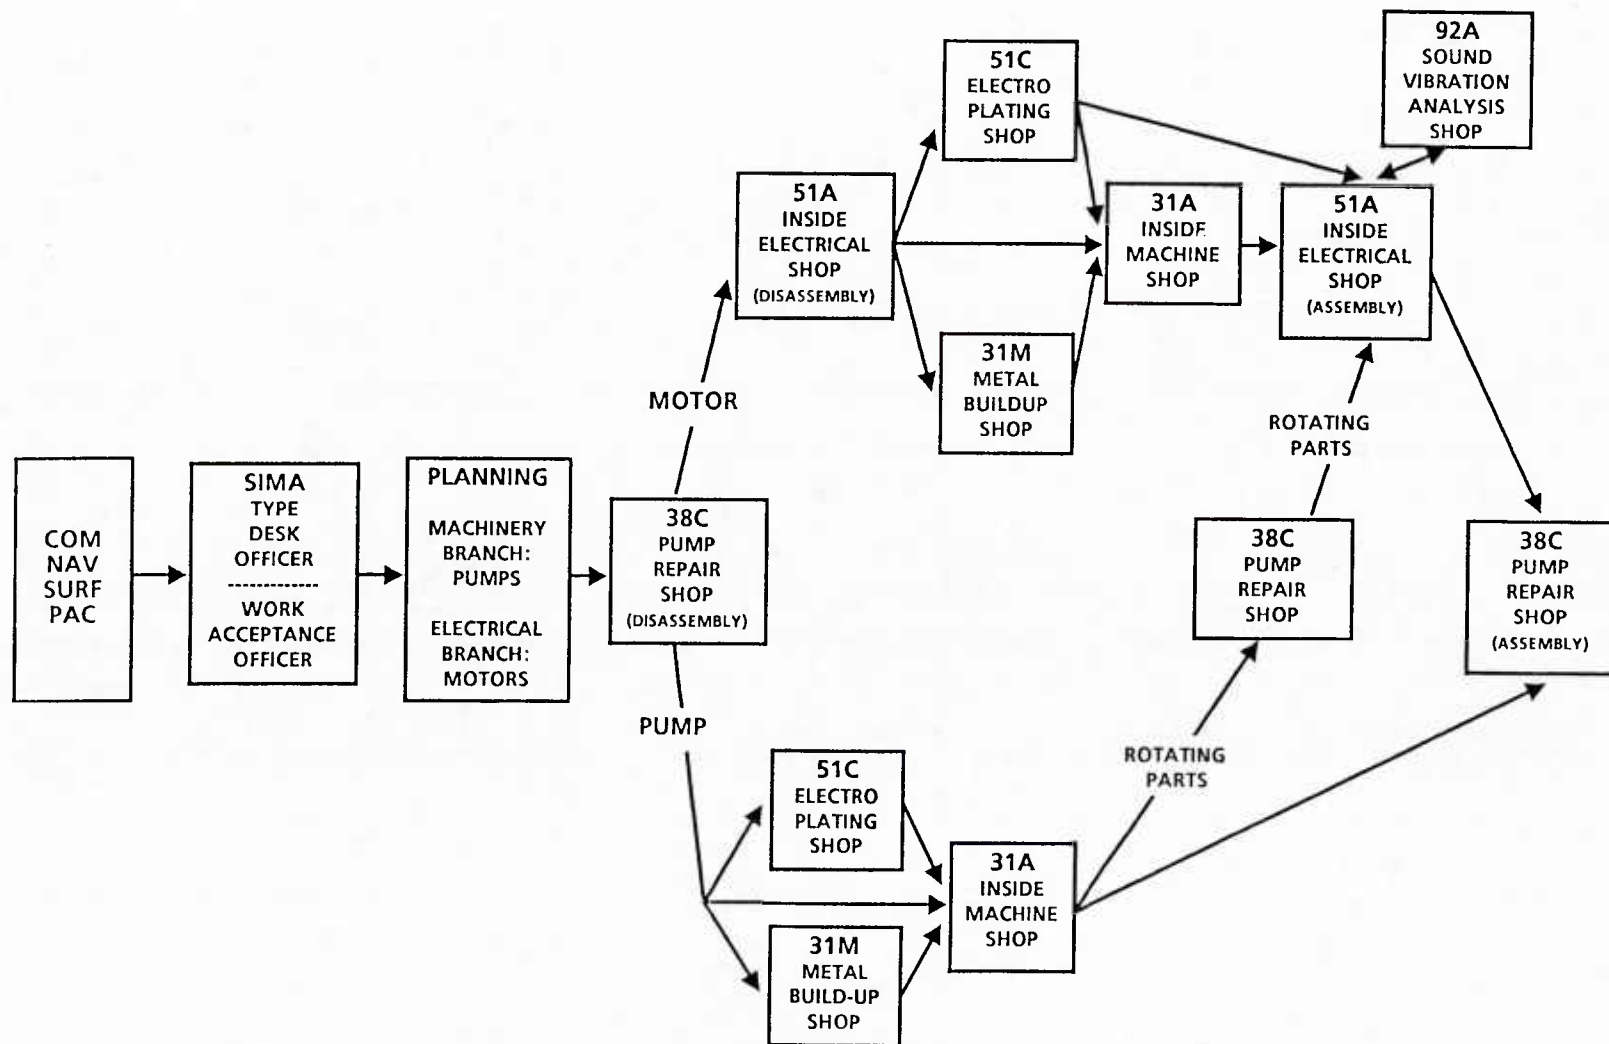 COM
NAV
SURF
PAC
SIMA
TYPE
DESK
OFFICER
WORK
ACCEPTANCE
OFFICER
PLANNING
MACHINERY
BRANCH:
PUMPS
ELECTRICAL
BRANCH:
MOTORS
38C
PUMP
REPAIR
SHOP
(DISASSEMBLY)
MOTOR
51A
INSIDE
ELECTRICAL
SHOP
(DISASSEMBLY)
51C
ELECTRO
PLATING
SHOP
31M
METAL
BUILDUP
SHOP
31A
INSIDE
MACHINE
SHOP
51A
INSIDE
ELECTRICAL
SHOP
(ASSEMBLY)
92A
SOUND
VIBRATION
ANALYSIS
SHOP
PUMP
51C
ELECTRO
PLATING
SHOP
31M
METAL
BUILD-UP
SHOP
31A
INSIDE
MACHINE
SHOP
ROTATING
PARTS
38C
PUMP
REPAIR
SHOP
ROTATING
PARTS
38C
PUMP
REPAIR
SHOP
(ASSEMBLY)